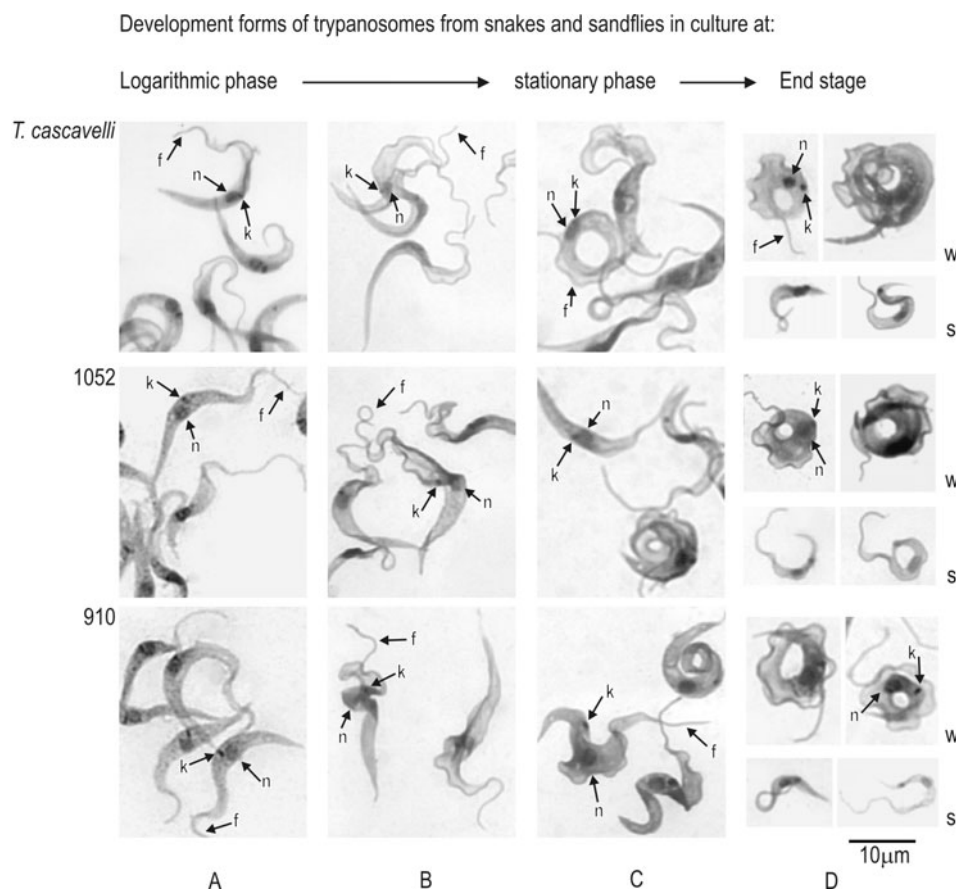 Development forms of trypanosomes from snakes and sandflies in culture at:
Logarithmic phase stationary phase End stage
T. cascavelli
f n k
k n f
n k f
n k f
W
S
1052
k n f
f k n
n k
k n
W
S
910
k n f
f k n
k n f
n k
W
S
10μm
A B C D